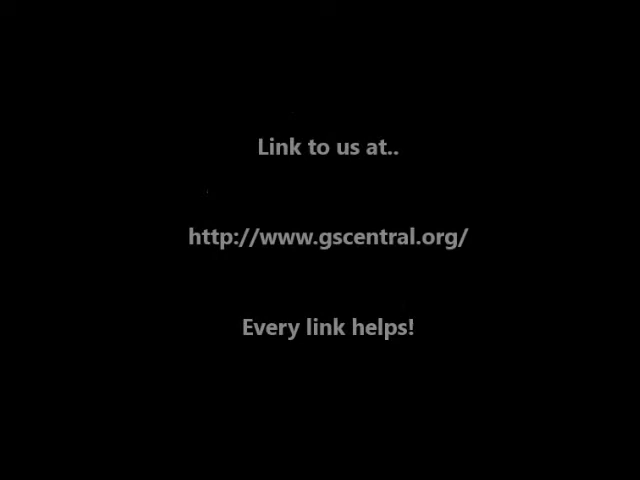 Link to us at..
http://www.gscentral.org/
Every link helps!